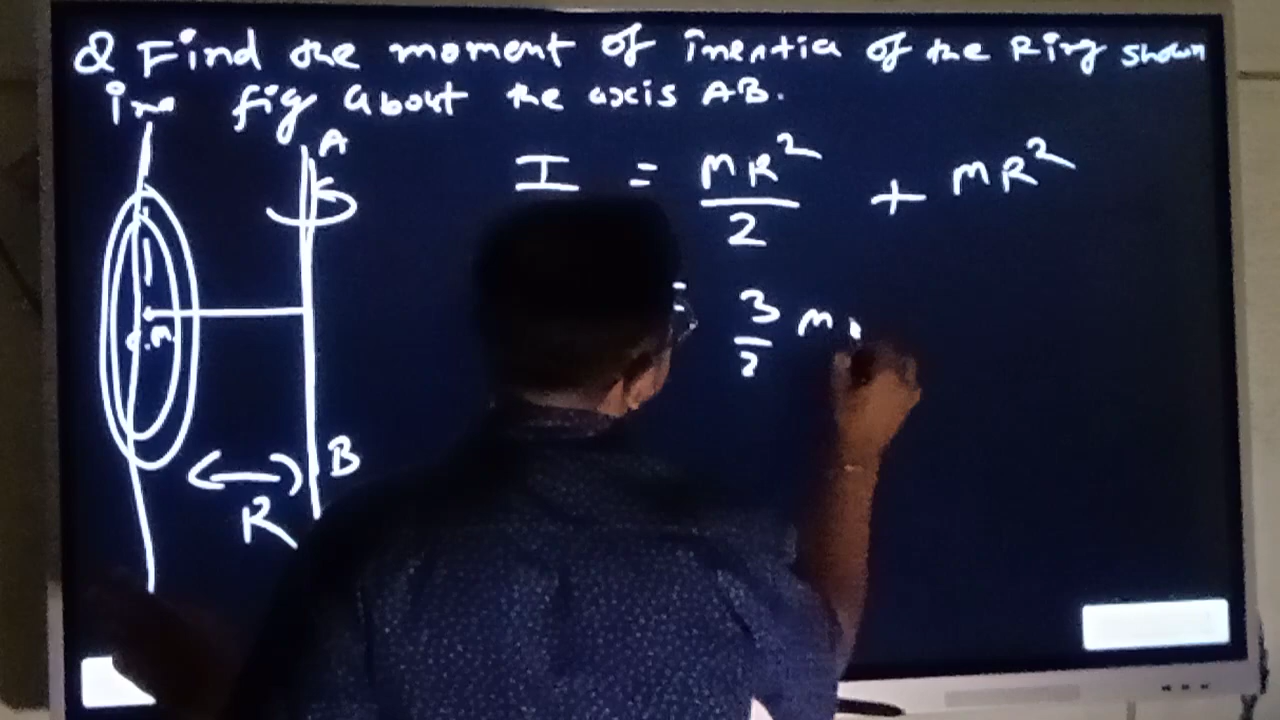 Q Find the moment of inertia of the Ring shown
in fig about the axis AB.
A
I = MR²/2 + MR²
= 3/2 M
C.M.
B
R